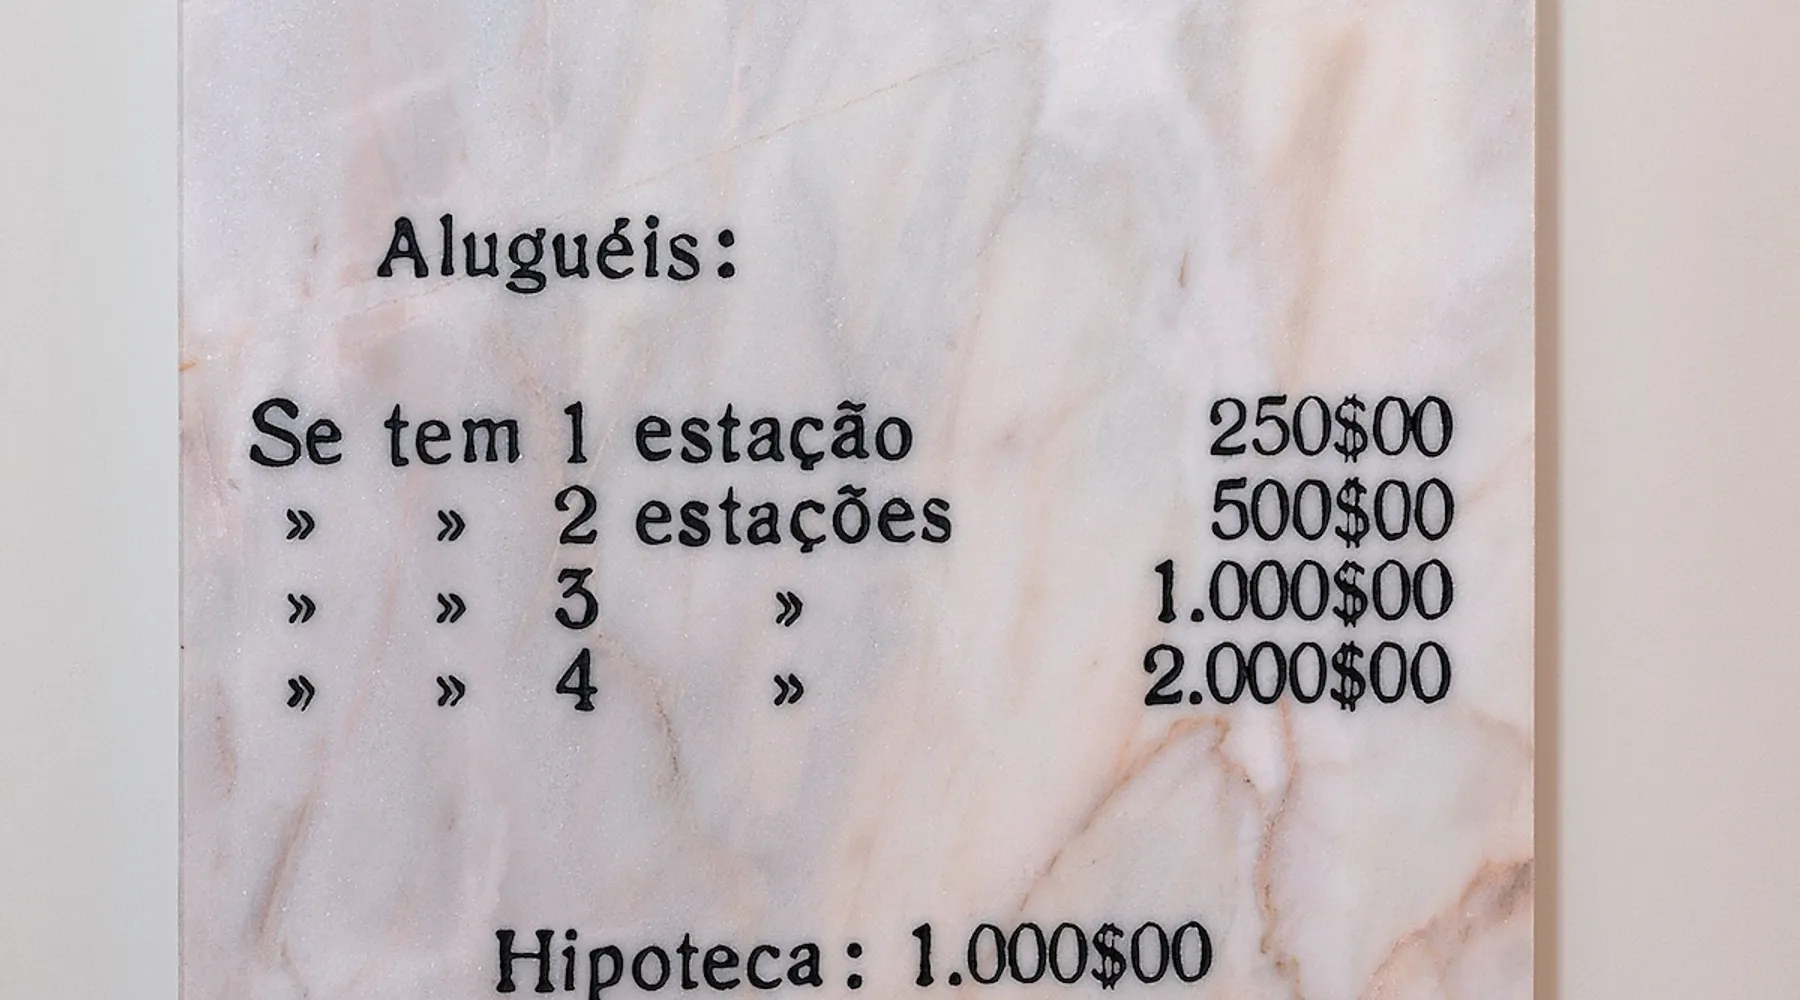 Aluguéis:
Se tem 1 estação 250$00
» » 2 estações 500$00
» » 3 » 1.000$00
» » 4 » 2.000$00
Hipoteca: 1.000$00